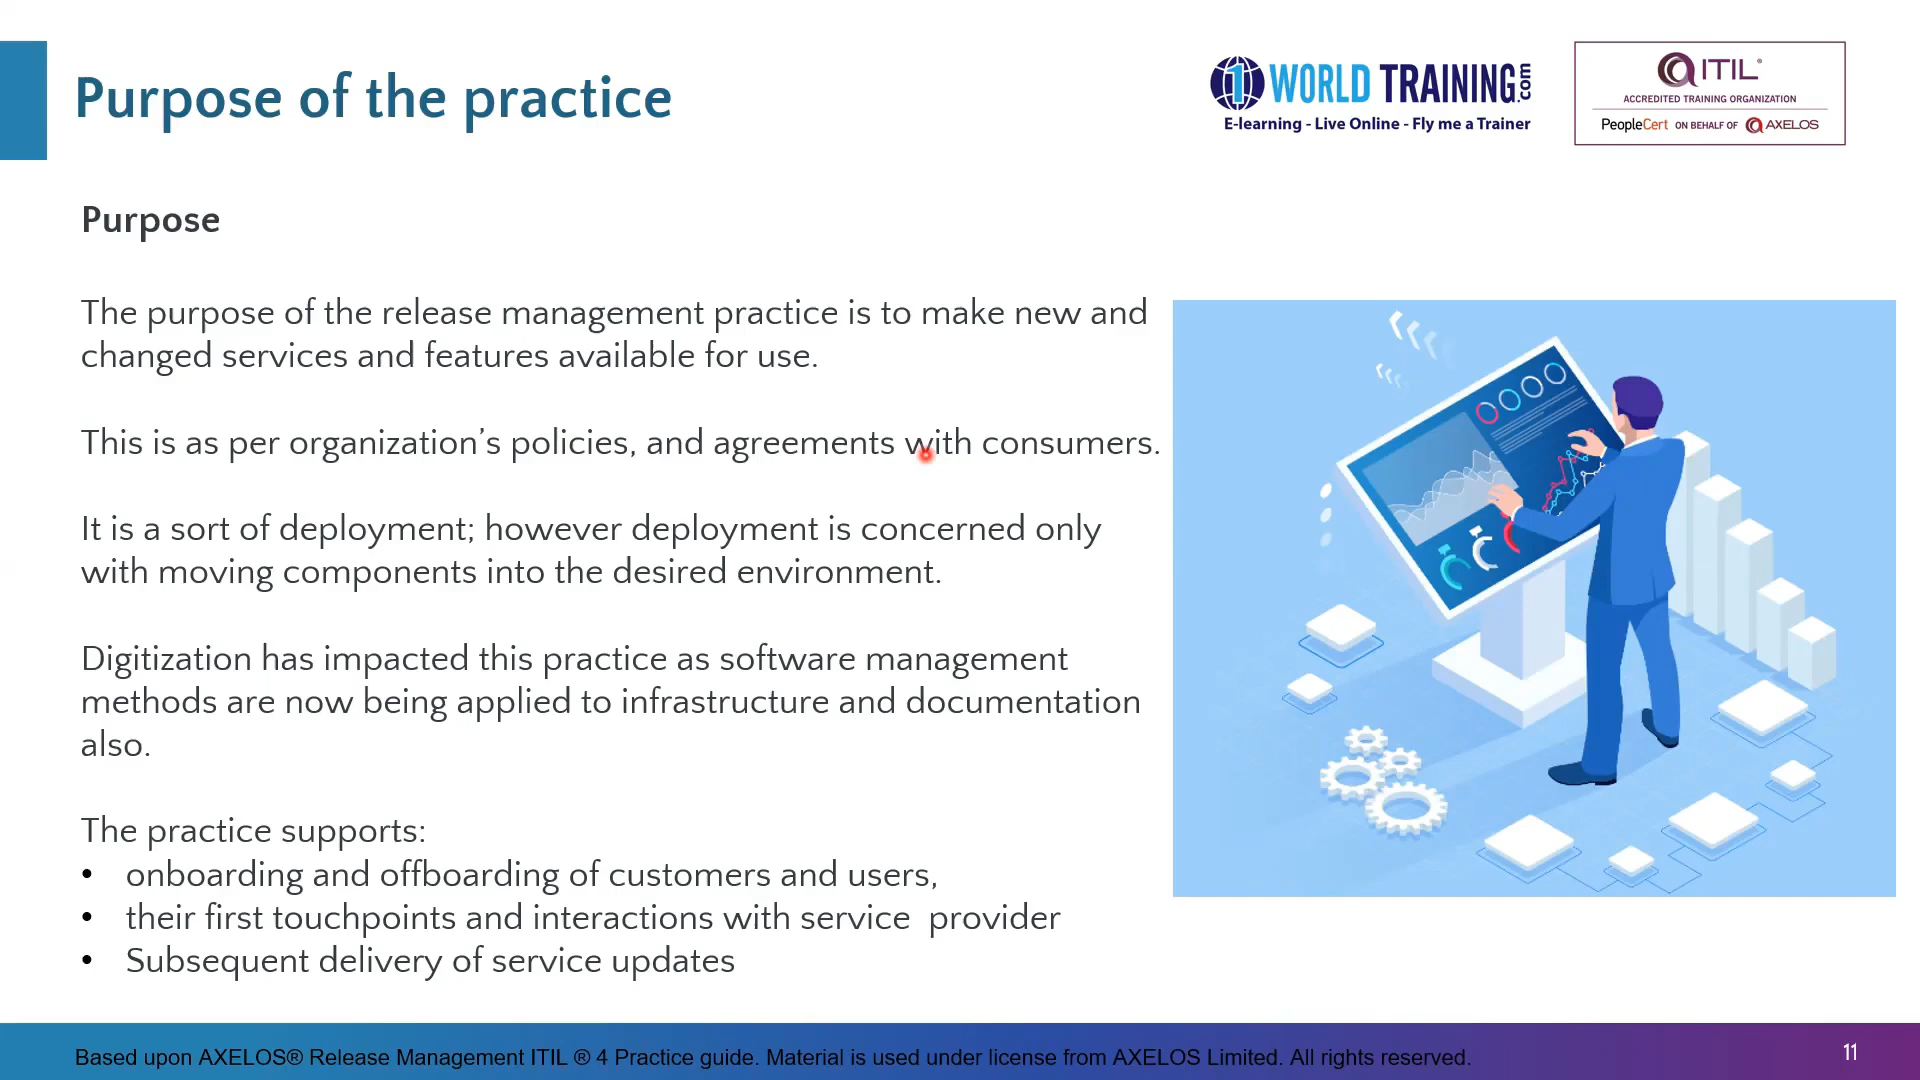 Purpose of the practice
1 WORLD TRAINING.com
E-learning - Live Online - Fly me a Trainer
ITIL®
ACCREDITED TRAINING ORGANIZATION
PeopleCert ON BEHALF OF AXELOS
Purpose
The purpose of the release management practice is to make new and
changed services and features available for use.
This is as per organization’s policies, and agreements with consumers.
It is a sort of deployment; however deployment is concerned only
with moving components into the desired environment.
Digitization has impacted this practice as software management
methods are now being applied to infrastructure and documentation
also.
The practice supports:
• onboarding and offboarding of customers and users,
• their first touchpoints and interactions with service provider
• Subsequent delivery of service updates
Based upon AXELOS® Release Management ITIL ® 4 Practice guide. Material is used under license from AXELOS Limited. All rights reserved.
11